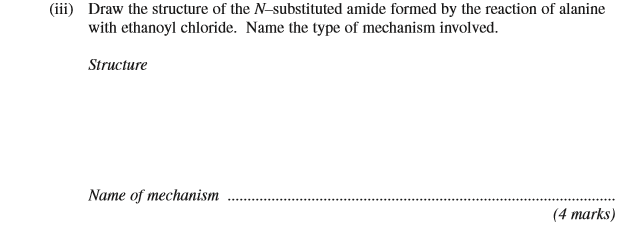 (iii) Draw the structure of the N–substituted amide formed by the reaction of alanine
with ethanoyl chloride. Name the type of mechanism involved.
Structure
Name of mechanism ................................................................................................
(4 marks)